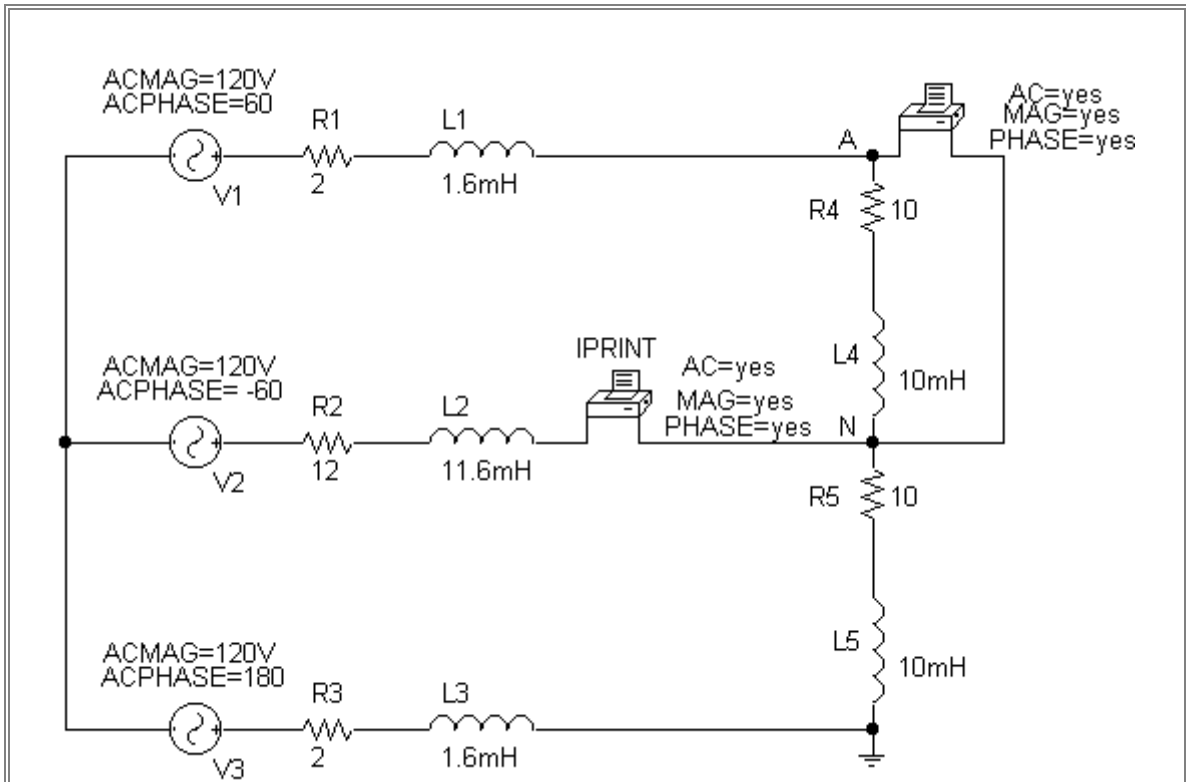 ACMAG=120V
ACPHASE=60
R1
L1
A
AC=yes
MAG=yes
PHASE=yes
2
1.6mH
V1
R4
10
IPRINT
ACMAG=120V
ACPHASE= -60
R2
L2
AC=yes
MAG=yes
PHASE=yes
L4
10mH
N
12
11.6mH
V2
R5
10
ACMAG=120V
ACPHASE=180
R3
L3
L5
10mH
2
1.6mH
V3